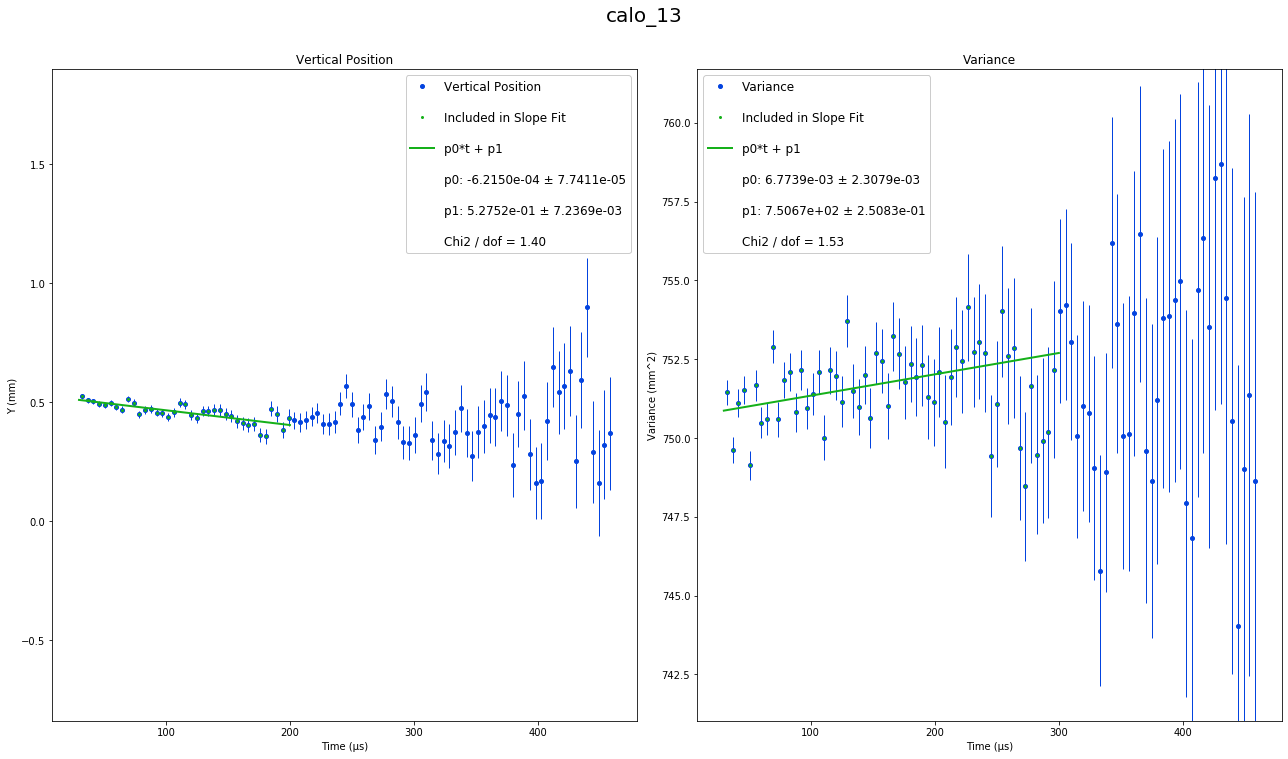 calo_13
Vertical Position
Vertical Position
Included in Slope Fit
p0*t + p1
p0: -6.2150e-04 ± 7.7411e-05
p1: 5.2752e-01 ± 7.2369e-03
Chi2 / dof = 1.40
1.5
1.0
0.5
0.0
−0.5
Y (mm)
100
200
300
400
Time (µs)
Variance
Variance
Included in Slope Fit
p0*t + p1
p0: 6.7739e-03 ± 2.3079e-03
p1: 7.5067e+02 ± 2.5083e-01
Chi2 / dof = 1.53
760.0
757.5
755.0
752.5
750.0
747.5
745.0
742.5
Variance (mm^2)
100
200
300
400
Time (µs)